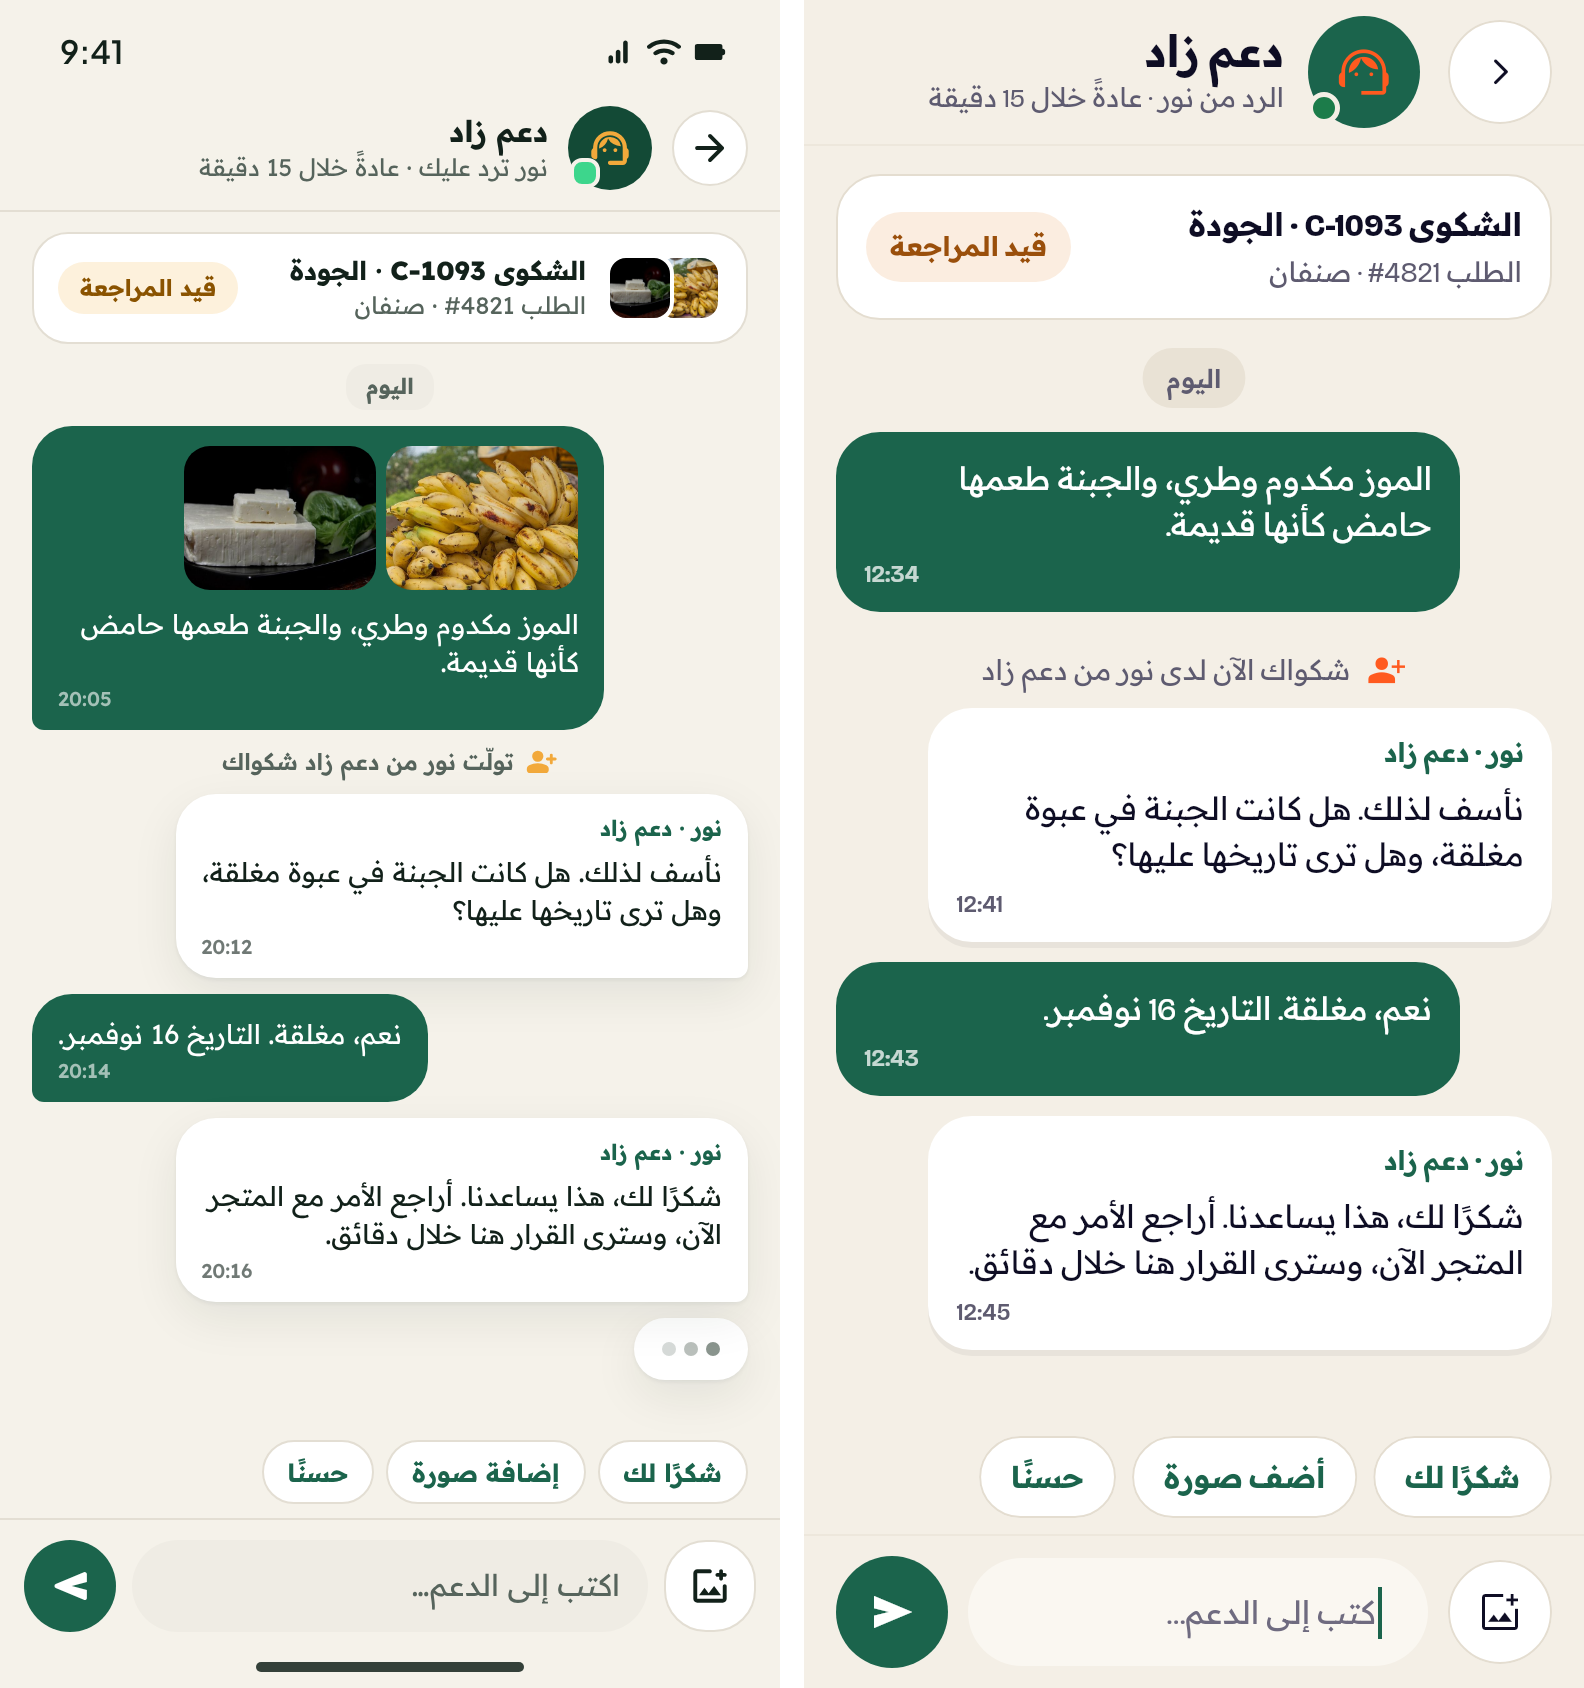 9:41
دعم زاد
نور ترد عليك · عادةً خلال 15 دقيقة
الشكوى C-1093 · الجودة
الطلب #4821 · صنفان
قيد المراجعة
اليوم
الموز مكدوم وطري، والجبنة طعمها حامض
كأنها قديمة.
20:05
تولّت نور من دعم زاد شكواك
نور · دعم زاد
نأسف لذلك. هل كانت الجبنة في عبوة مغلقة،
وهل ترى تاريخها عليها؟
20:12
نعم، مغلقة. التاريخ 16 نوفمبر.
20:14
نور · دعم زاد
شكرًا لك، هذا يساعدنا. أراجع الأمر مع المتجر
الآن، وسترى القرار هنا خلال دقائق.
20:16
شكرًا لك
إضافة صورة
حسنًا
اكتب إلى الدعم...
دعم زاد
الرد من نور · عادةً خلال 15 دقيقة
الشكوى C-1093 · الجودة
الطلب #4821 · صنفان
قيد المراجعة
اليوم
الموز مكدوم وطري، والجبنة طعمها
حامض كأنها قديمة.
12:34
شكواك الآن لدى نور من دعم زاد
نور · دعم زاد
نأسف لذلك. هل كانت الجبنة في عبوة
مغلقة، وهل ترى تاريخها عليها؟
12:41
نعم، مغلقة. التاريخ 16 نوفمبر.
12:43
نور · دعم زاد
شكرًا لك، هذا يساعدنا. أراجع الأمر مع
المتجر الآن، وسترى القرار هنا خلال دقائق.
12:45
شكرًا لك
أضف صورة
حسنًا
كتب إلى الدعم...